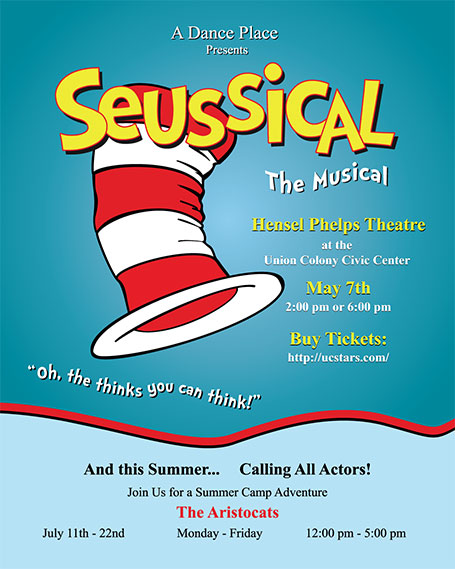 A Dance Place
Presents
SEUSSiCAL
The Musical
Hensel Phelps Theatre
at the
Union Colony Civic Center
May 7th
2:00 pm or 6:00 pm
Buy Tickets:
http://ucstars.com/
"Oh, the thinks you can think!"
And this Summer... Calling All Actors!
Join Us for a Summer Camp Adventure
The Aristocats
July 11th - 22nd Monday - Friday 12:00 pm - 5:00 pm